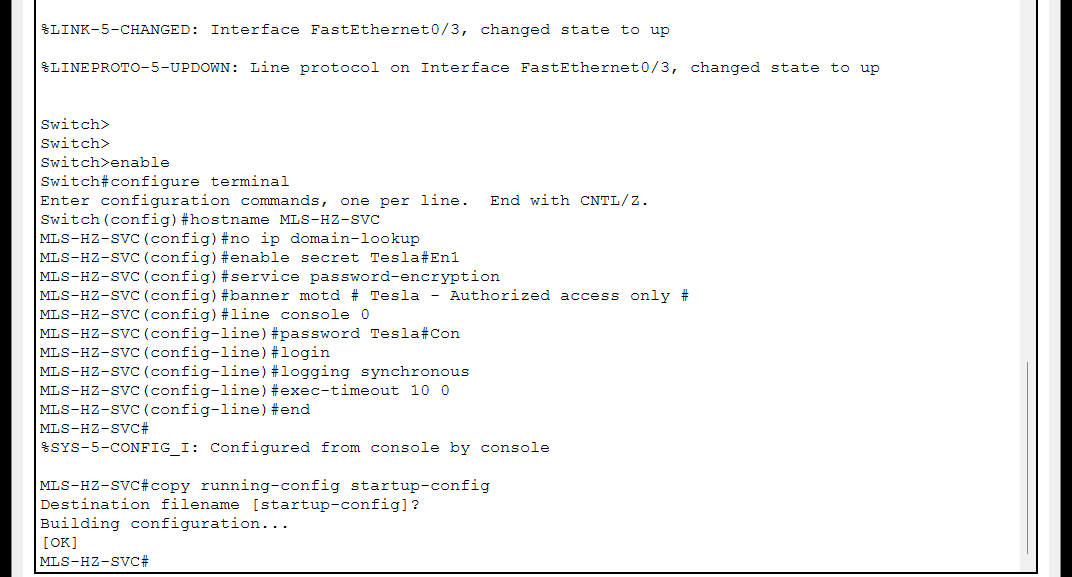 %LINK-5-CHANGED: Interface FastEthernet0/3, changed state to up
%LINEPROTO-5-UPDOWN: Line protocol on Interface FastEthernet0/3, changed state to up
Switch>
Switch>
Switch>enable
Switch#configure terminal
Enter configuration commands, one per line.  End with CNTL/Z.
Switch(config)#hostname MLS-HZ-SVC
MLS-HZ-SVC(config)#no ip domain-lookup
MLS-HZ-SVC(config)#enable secret Tesla#En1
MLS-HZ-SVC(config)#service password-encryption
MLS-HZ-SVC(config)#banner motd # Tesla - Authorized access only #
MLS-HZ-SVC(config)#line console 0
MLS-HZ-SVC(config-line)#password Tesla#Con
MLS-HZ-SVC(config-line)#login
MLS-HZ-SVC(config-line)#logging synchronous
MLS-HZ-SVC(config-line)#exec-timeout 10 0
MLS-HZ-SVC(config-line)#end
MLS-HZ-SVC#
%SYS-5-CONFIG_I: Configured from console by console
MLS-HZ-SVC#copy running-config startup-config
Destination filename [startup-config]?
Building configuration...
[OK]
MLS-HZ-SVC#